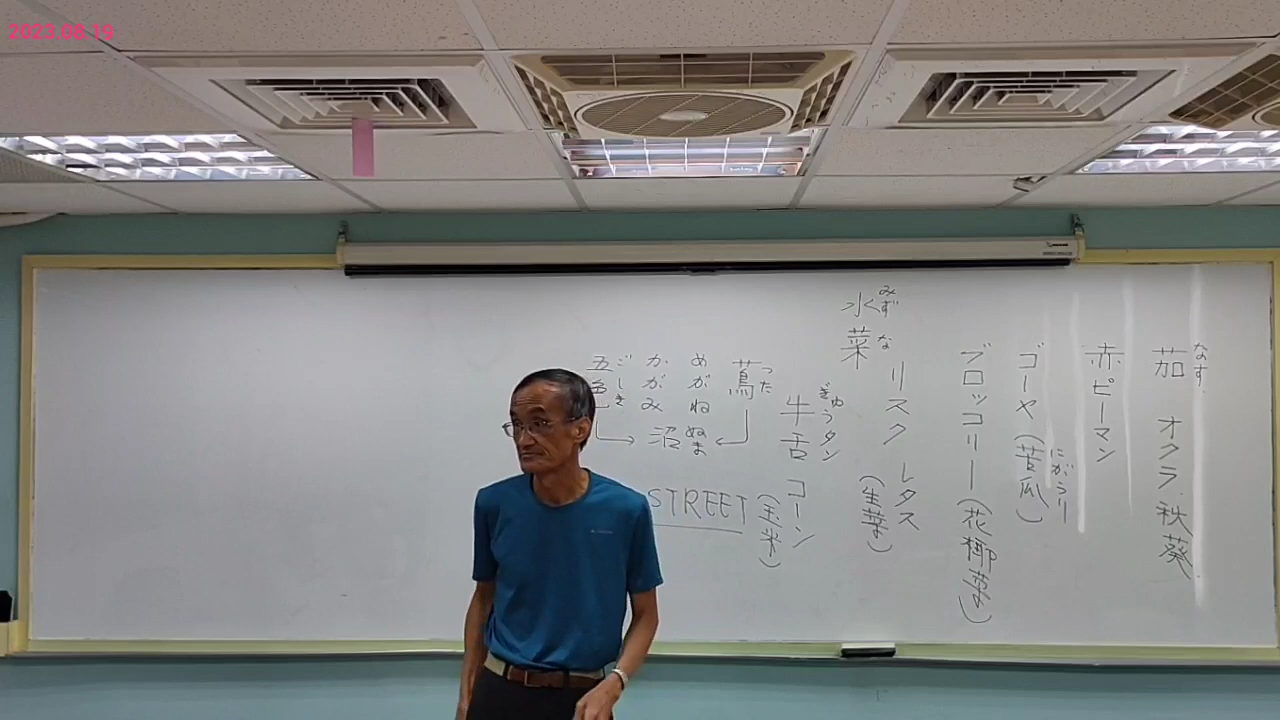 2023.08.19
茄 なす オクラ 秋葵
赤ピーマン
ゴーヤ(苦瓜) にがうり
ブロッコリー(花椰菜)
リスク レタス
(生菜)
水菜 みずな
牛舌 ぎゅうタン コーン
(玉米)
蔦 つた
めがね
沼 ぬま
かがみ
五色 ごしき
STREET